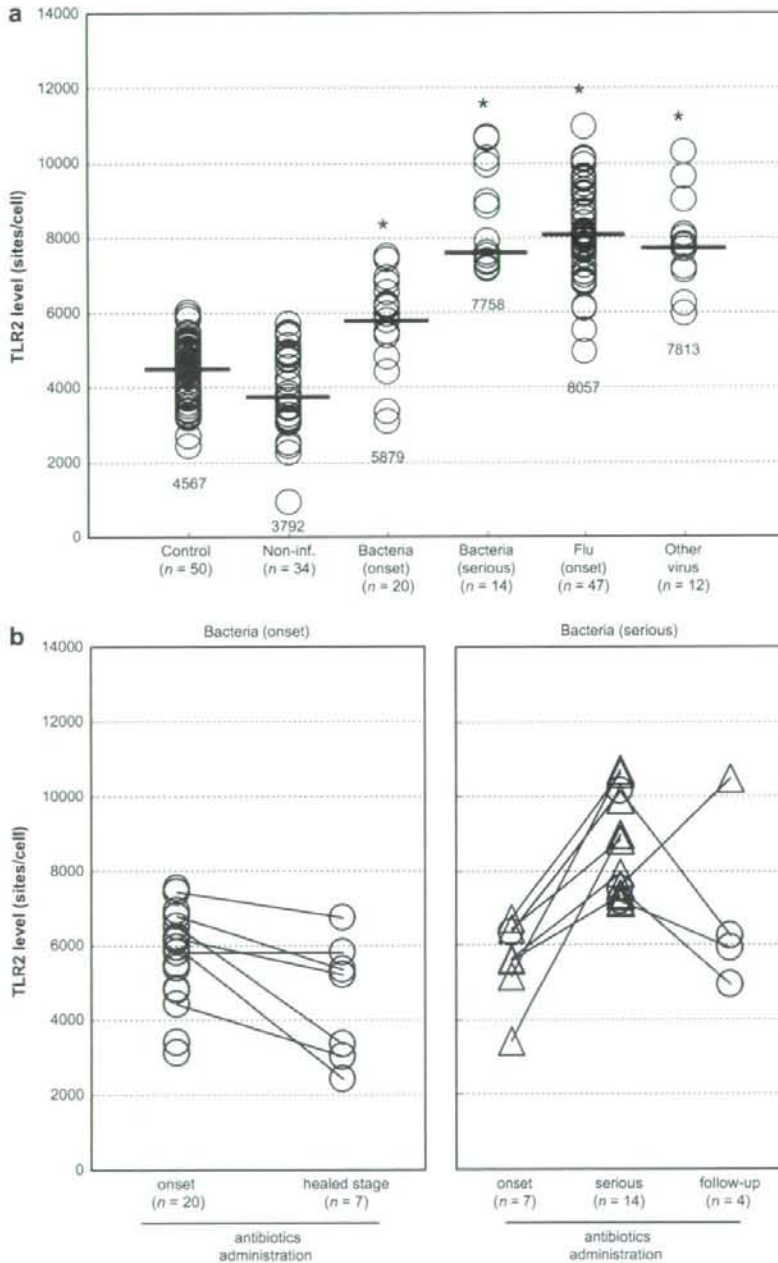 a
14000
12000
10000
8000
6000
4000
2000
0
TLR2 level (sites/cell)
*
*
*
*
4567
3792
5879
7758
8057
7813
Control
(n = 50)
Non-inf.
(n = 34)
Bacteria
(onset)
(n = 20)
Bacteria
(serious)
(n = 14)
Flu
(onset)
(n = 47)
Other
virus
(n = 12)
b
Bacteria (onset)
Bacteria (serious)
14000
12000
10000
8000
6000
4000
2000
0
TLR2 level (sites/cell)
onset
(n = 20)
healed stage
(n = 7)
antibiotics
administration
onset
(n = 7)
serious
(n = 14)
follow-up
(n = 4)
antibiotics
administration